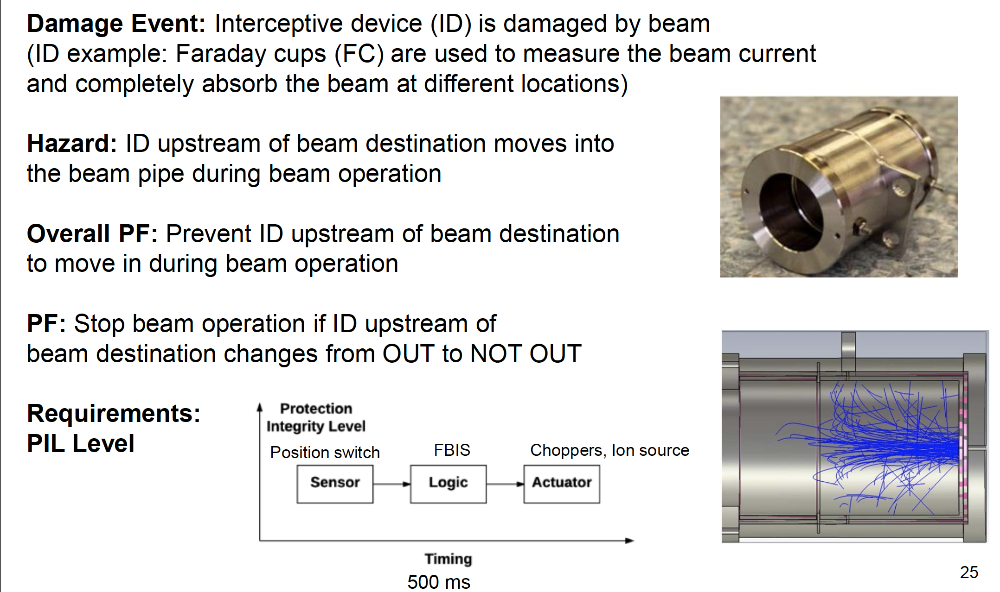 Damage Event: Interceptive device (ID) is damaged by beam
(ID example: Faraday cups (FC) are used to measure the beam current
and completely absorb the beam at different locations)
Hazard: ID upstream of beam destination moves into
the beam pipe during beam operation
Overall PF: Prevent ID upstream of beam destination
to move in during beam operation
PF: Stop beam operation if ID upstream of
beam destination changes from OUT to NOT OUT
Requirements:
PIL Level
Protection
Integrity Level
Position switch
FBIS
Choppers, Ion source
Sensor
Logic
Actuator
Timing
500 ms
25